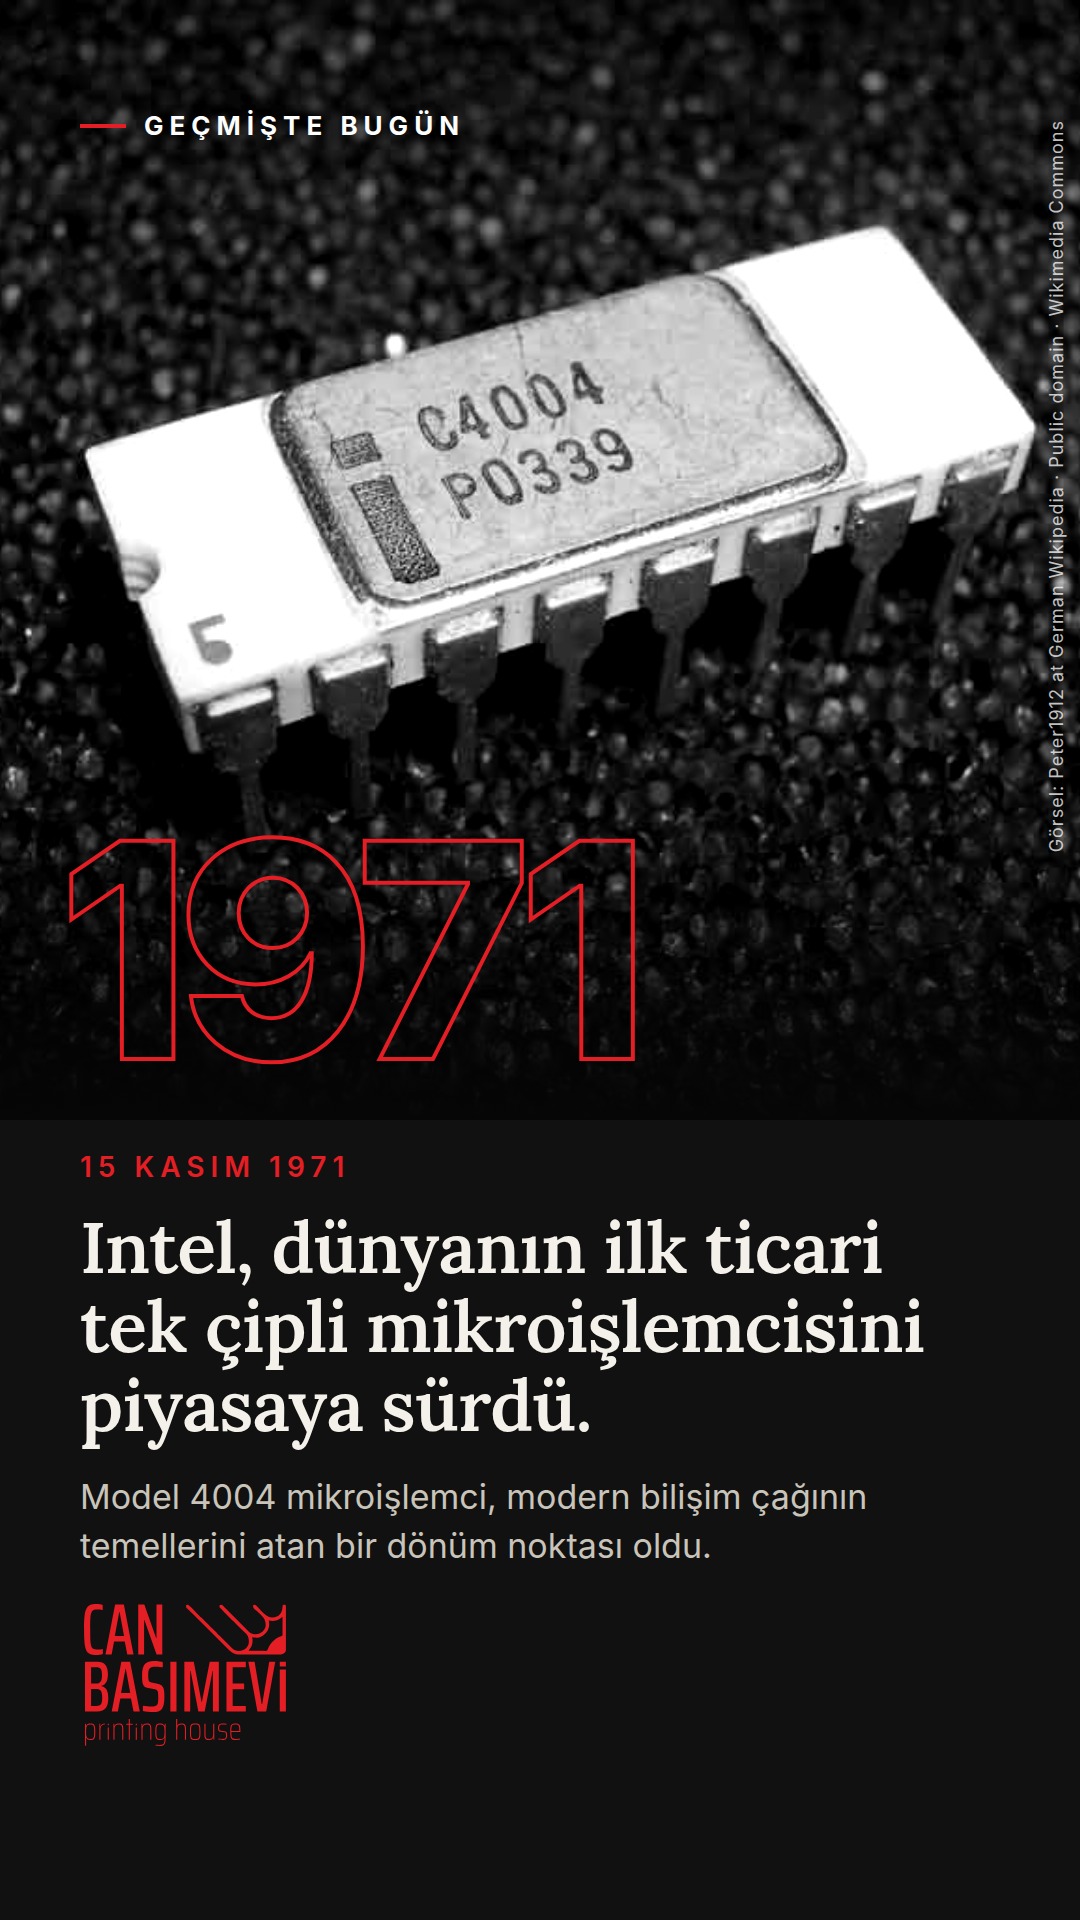 GEÇMİŞTE BUGÜN
Görsel: Peter1912 at German Wikipedia · Public domain · Wikimedia Commons
C4004
P0339
5
1971
15 KASIM 1971
Intel, dünyanın ilk ticari
tek çipli mikroişlemcisini
piyasaya sürdü.
Model 4004 mikroişlemci, modern bilişim çağının
temellerini atan bir dönüm noktası oldu.
CAN
BASIMEVİ
printing house